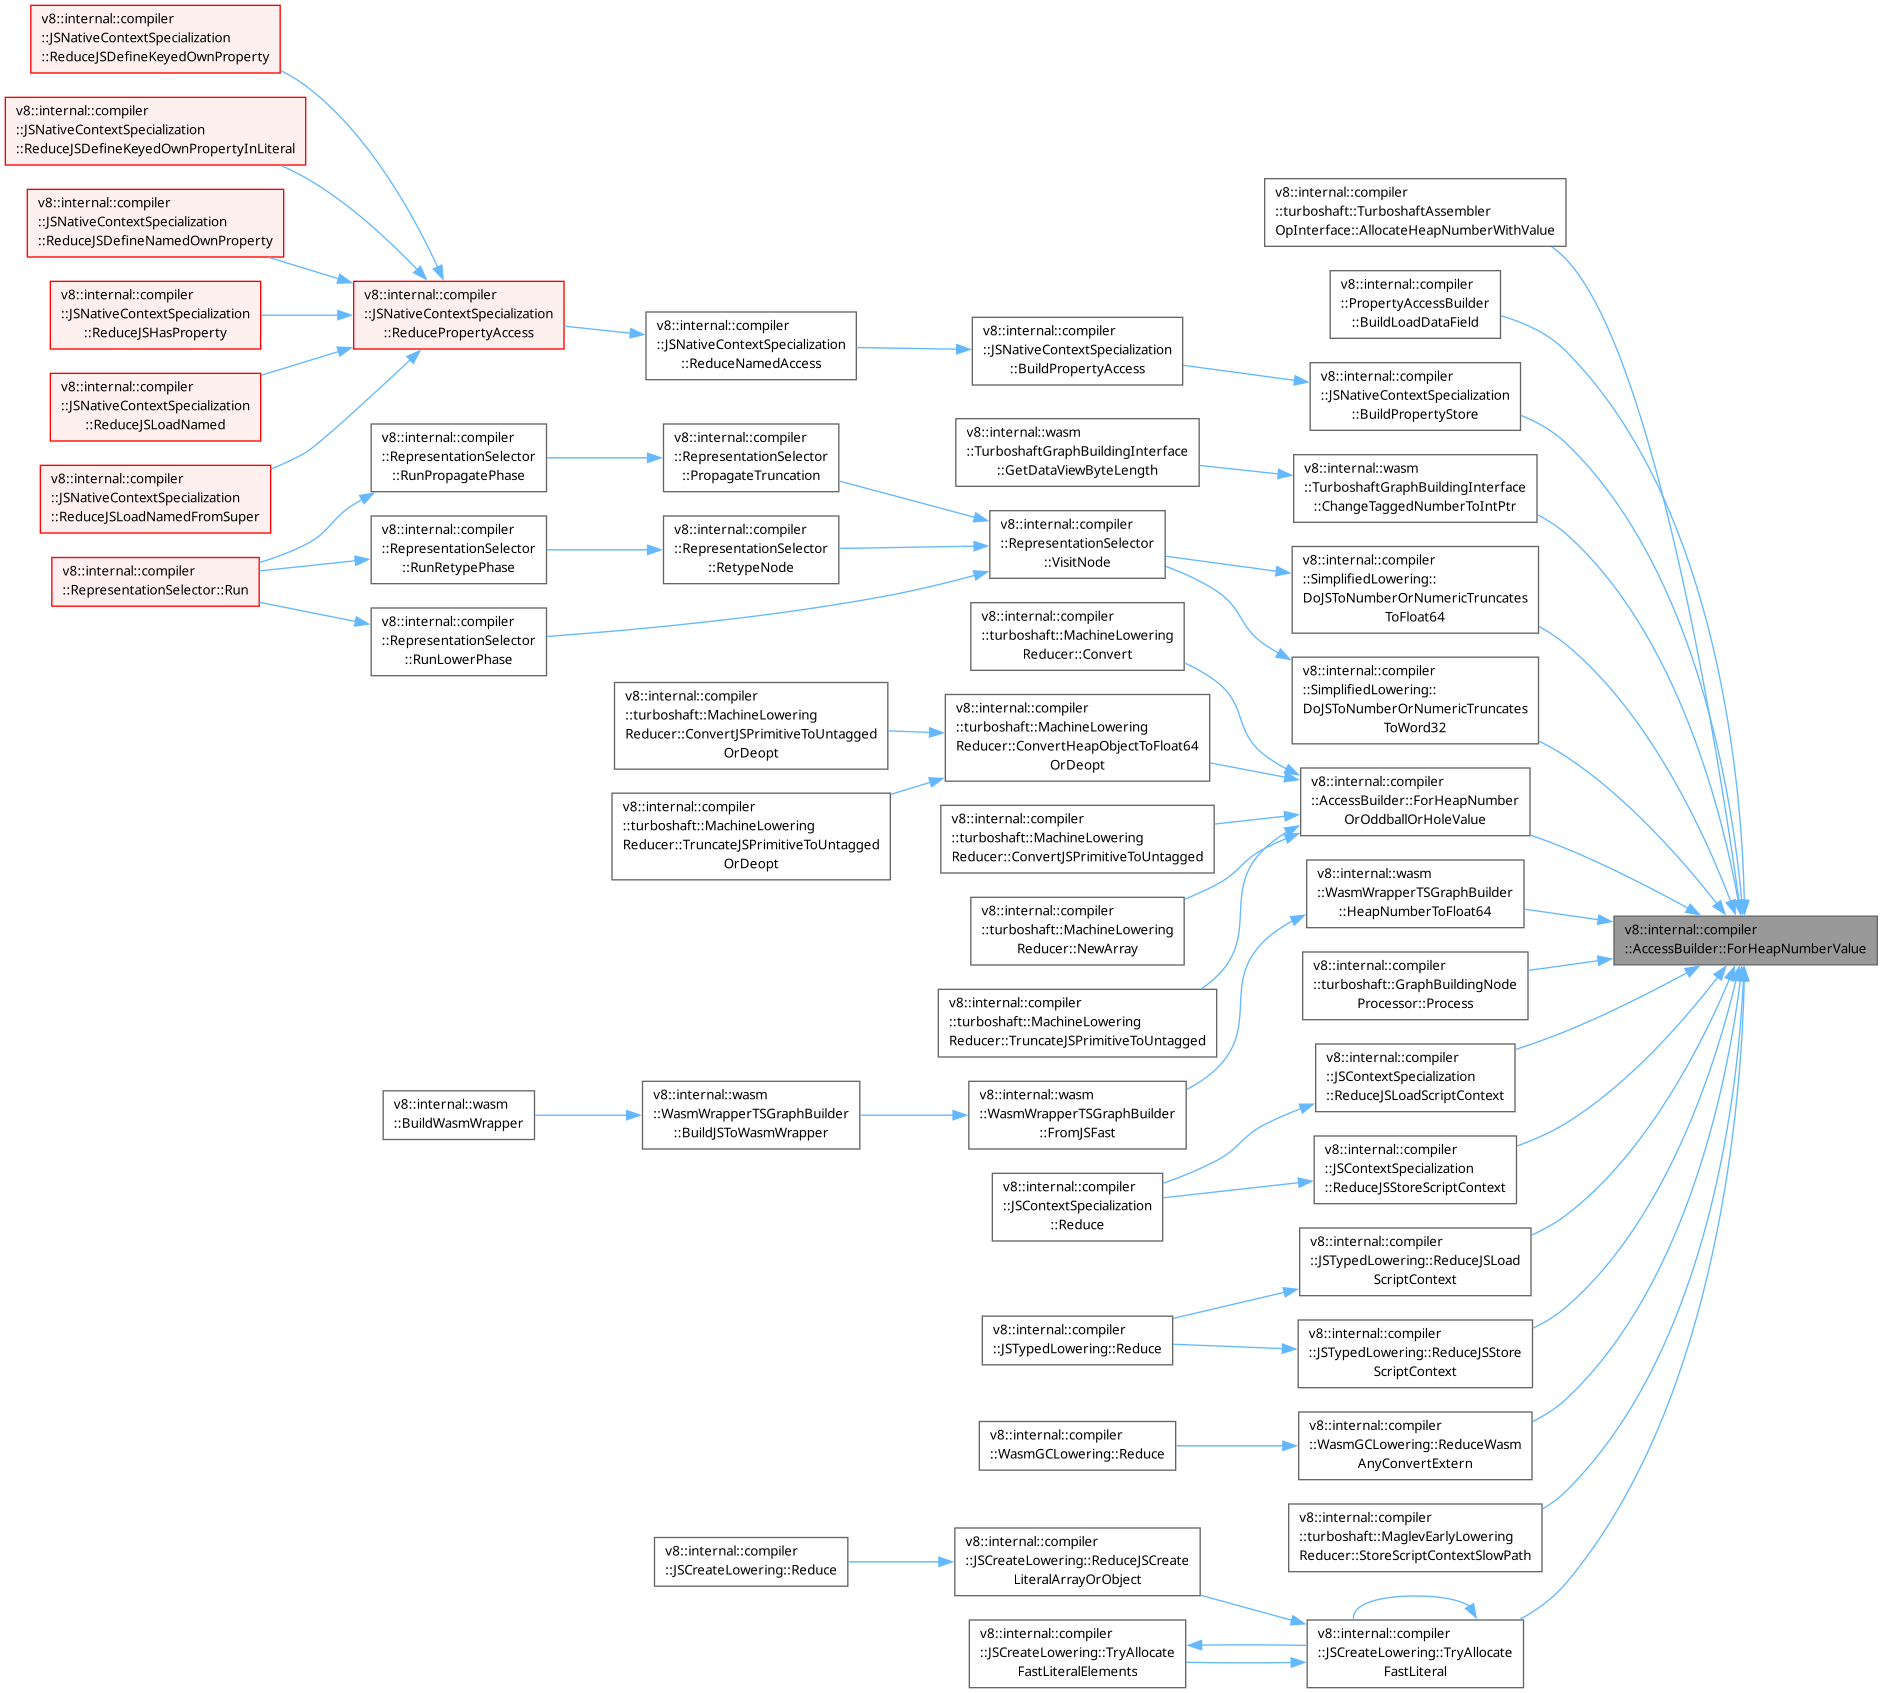 v8::internal::compiler
::JSNativeContextSpecialization
::ReduceJSDefineKeyedOwnProperty
v8::internal::compiler
::JSNativeContextSpecialization
::ReduceJSDefineKeyedOwnPropertyInLiteral
v8::internal::compiler
::JSNativeContextSpecialization
::ReduceJSDefineNamedOwnProperty
v8::internal::compiler
::JSNativeContextSpecialization
::ReduceJSHasProperty
v8::internal::compiler
::JSNativeContextSpecialization
::ReduceJSLoadNamed
v8::internal::compiler
::JSNativeContextSpecialization
::ReduceJSLoadNamedFromSuper
v8::internal::compiler
::RepresentationSelector::Run
v8::internal::compiler
::JSNativeContextSpecialization
::ReducePropertyAccess
v8::internal::compiler
::RepresentationSelector
::RunPropagatePhase
v8::internal::compiler
::RepresentationSelector
::RunRetypePhase
v8::internal::compiler
::RepresentationSelector
::RunLowerPhase
v8::internal::wasm
::BuildWasmWrapper
v8::internal::compiler
::JSNativeContextSpecialization
::ReduceNamedAccess
v8::internal::compiler
::RepresentationSelector
::PropagateTruncation
v8::internal::compiler
::RepresentationSelector
::RetypeNode
v8::internal::compiler
::turboshaft::MachineLowering
Reducer::ConvertJSPrimitiveToUntagged
OrDeopt
v8::internal::compiler
::turboshaft::MachineLowering
Reducer::TruncateJSPrimitiveToUntagged
OrDeopt
v8::internal::wasm
::WasmWrapperTSGraphBuilder
::BuildJSToWasmWrapper
v8::internal::compiler
::JSCreateLowering::Reduce
v8::internal::compiler
::JSNativeContextSpecialization
::BuildPropertyAccess
v8::internal::wasm
::TurboshaftGraphBuildingInterface
::GetDataViewByteLength
v8::internal::compiler
::RepresentationSelector
::VisitNode
v8::internal::compiler
::turboshaft::MachineLowering
Reducer::Convert
v8::internal::compiler
::turboshaft::MachineLowering
Reducer::ConvertHeapObjectToFloat64
OrDeopt
v8::internal::compiler
::turboshaft::MachineLowering
Reducer::ConvertJSPrimitiveToUntagged
v8::internal::compiler
::turboshaft::MachineLowering
Reducer::NewArray
v8::internal::compiler
::turboshaft::MachineLowering
Reducer::TruncateJSPrimitiveToUntagged
v8::internal::wasm
::WasmWrapperTSGraphBuilder
::FromJSFast
v8::internal::compiler
::JSContextSpecialization
::Reduce
v8::internal::compiler
::JSTypedLowering::Reduce
v8::internal::compiler
::WasmGCLowering::Reduce
v8::internal::compiler
::JSCreateLowering::ReduceJSCreate
LiteralArrayOrObject
v8::internal::compiler
::JSCreateLowering::TryAllocate
FastLiteralElements
v8::internal::compiler
::turboshaft::TurboshaftAssembler
OpInterface::AllocateHeapNumberWithValue
v8::internal::compiler
::PropertyAccessBuilder
::BuildLoadDataField
v8::internal::compiler
::JSNativeContextSpecialization
::BuildPropertyStore
v8::internal::wasm
::TurboshaftGraphBuildingInterface
::ChangeTaggedNumberToIntPtr
v8::internal::compiler
::SimplifiedLowering::
DoJSToNumberOrNumericTruncates
ToFloat64
v8::internal::compiler
::SimplifiedLowering::
DoJSToNumberOrNumericTruncates
ToWord32
v8::internal::compiler
::AccessBuilder::ForHeapNumber
OrOddballOrHoleValue
v8::internal::wasm
::WasmWrapperTSGraphBuilder
::HeapNumberToFloat64
v8::internal::compiler
::turboshaft::GraphBuildingNode
Processor::Process
v8::internal::compiler
::JSContextSpecialization
::ReduceJSLoadScriptContext
v8::internal::compiler
::JSContextSpecialization
::ReduceJSStoreScriptContext
v8::internal::compiler
::JSTypedLowering::ReduceJSLoad
ScriptContext
v8::internal::compiler
::JSTypedLowering::ReduceJSStore
ScriptContext
v8::internal::compiler
::WasmGCLowering::ReduceWasm
AnyConvertExtern
v8::internal::compiler
::turboshaft::MaglevEarlyLowering
Reducer::StoreScriptContextSlowPath
v8::internal::compiler
::JSCreateLowering::TryAllocate
FastLiteral
v8::internal::compiler
::AccessBuilder::ForHeapNumberValue